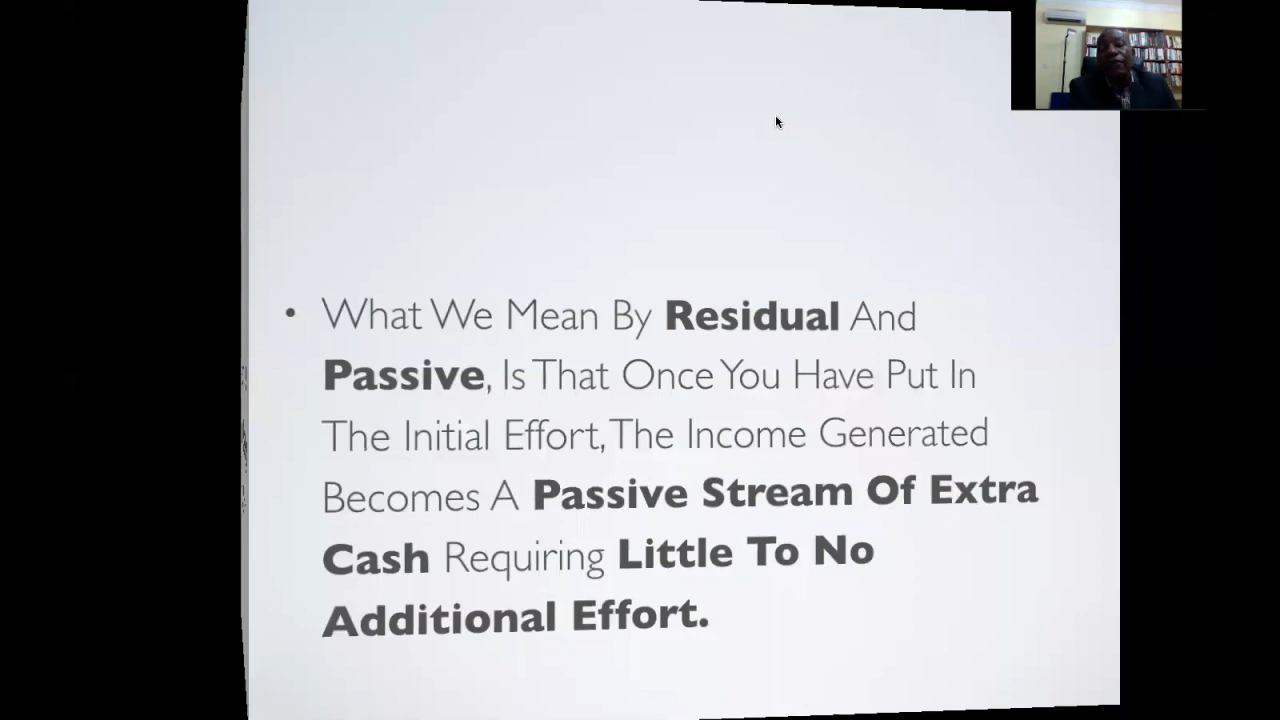 • What We Mean By Residual And
Passive, Is That Once You Have Put In
The Initial Effort, The Income Generated
Becomes A Passive Stream Of Extra
Cash Requiring Little To No
Additional Effort.